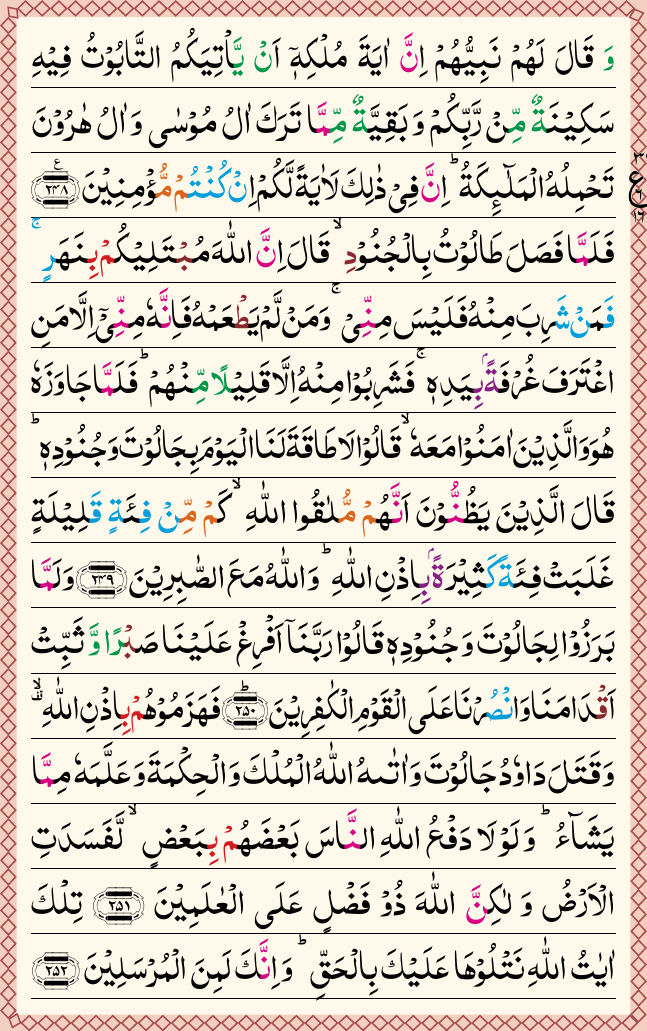 وَ قَالَ لَهُمۡ نَبِيُّهُمۡ اِنَّ اٰيَةَ مُلۡكِهٖۤ اَنۡ يَّاۡتِيَكُمُ التَّابُوۡتُ فِيۡهِ
سَكِيۡنَةٌ مِّنۡ رَّبِّكُمۡ وَ بَقِيَّةٌ مِّمَّا تَرَكَ اٰلُ مُوۡسٰى وَ اٰلُ هٰرُوۡنَ
تَحۡمِلُهُ الۡمَلٰٓٮِٕكَةُ ؕ اِنَّ فِىۡ ذٰلِكَ لَاٰيَةً لَّكُمۡ اِنۡ كُنۡتُمۡ مُّؤۡمِنِيۡنَ ﴿۲۴۸﴾
فَلَمَّا فَصَلَ طَالُوۡتُ بِالۡجُنُوۡدِ ۙ قَالَ اِنَّ اللّٰهَ مُبۡتَلِيۡكُمۡ بِنَهَرٍ ۚ
فَمَنۡ شَرِبَ مِنۡهُ فَلَيۡسَ مِنِّىۡ ۚ وَمَنۡ لَّمۡ يَطۡعَمۡهُ فَاِنَّهٗ مِنِّىۡٓ اِلَّا مَنِ
اغۡتَرَفَ غُرۡفَةًۢ بِيَدِهٖ ۚ فَشَرِبُوۡا مِنۡهُ اِلَّا قَلِيۡلًا مِّنۡهُمۡ ؕ فَلَمَّا جَاوَزَهٗ
هُوَ وَالَّذِيۡنَ اٰمَنُوۡا مَعَهٗ ۙ قَالُوۡا لَا طَاقَةَ لَنَا الۡيَوۡمَ بِجَالُوۡتَ وَجُنُوۡدِهٖ ؕ
قَالَ الَّذِيۡنَ يَظُنُّوۡنَ اَنَّهُمۡ مُّلٰقُوا اللّٰهِ ۙ كَمۡ مِّنۡ فِئَةٍ قَلِيۡلَةٍ
غَلَبَتۡ فِئَةً كَثِيۡرَةًۢ بِاِذۡنِ اللّٰهِ ؕ وَاللّٰهُ مَعَ الصّٰبِرِيۡنَ ﴿۲۴۹﴾ وَلَمَّا
بَرَزُوۡا لِجَالُوۡتَ وَجُنُوۡدِهٖ قَالُوۡا رَبَّنَآ اَفۡرِغۡ عَلَيۡنَا صَبۡرًا وَّ ثَبِّتۡ
اَقۡدَامَنَا وَانۡصُرۡنَا عَلَى الۡقَوۡمِ الۡكٰفِرِيۡنَ ؕ﴿۲۵۰﴾ فَهَزَمُوۡهُمۡ بِاِذۡنِ اللّٰهِ ۙ
وَقَتَلَ دَاوٗدُ جَالُوۡتَ وَاٰتٰٮهُ اللّٰهُ الۡمُلۡكَ وَالۡحِكۡمَةَ وَعَلَّمَهٗ مِمَّا
يَشَآءُ ؕ وَلَوۡلَا دَفۡعُ اللّٰهِ النَّاسَ بَعۡضَهُمۡ بِبَعۡضٍ ۙ لَّفَسَدَتِ
الۡاَرۡضُ وَ لٰكِنَّ اللّٰهَ ذُوۡ فَضۡلٍ عَلَى الۡعٰلَمِيۡنَ ﴿۲۵۱﴾ تِلۡكَ
اٰيٰتُ اللّٰهِ نَتۡلُوۡهَا عَلَيۡكَ بِالۡحَقِّ ؕ وَاِنَّكَ لَمِنَ الۡمُرۡسَلِيۡنَ ﴿۲۵۲﴾